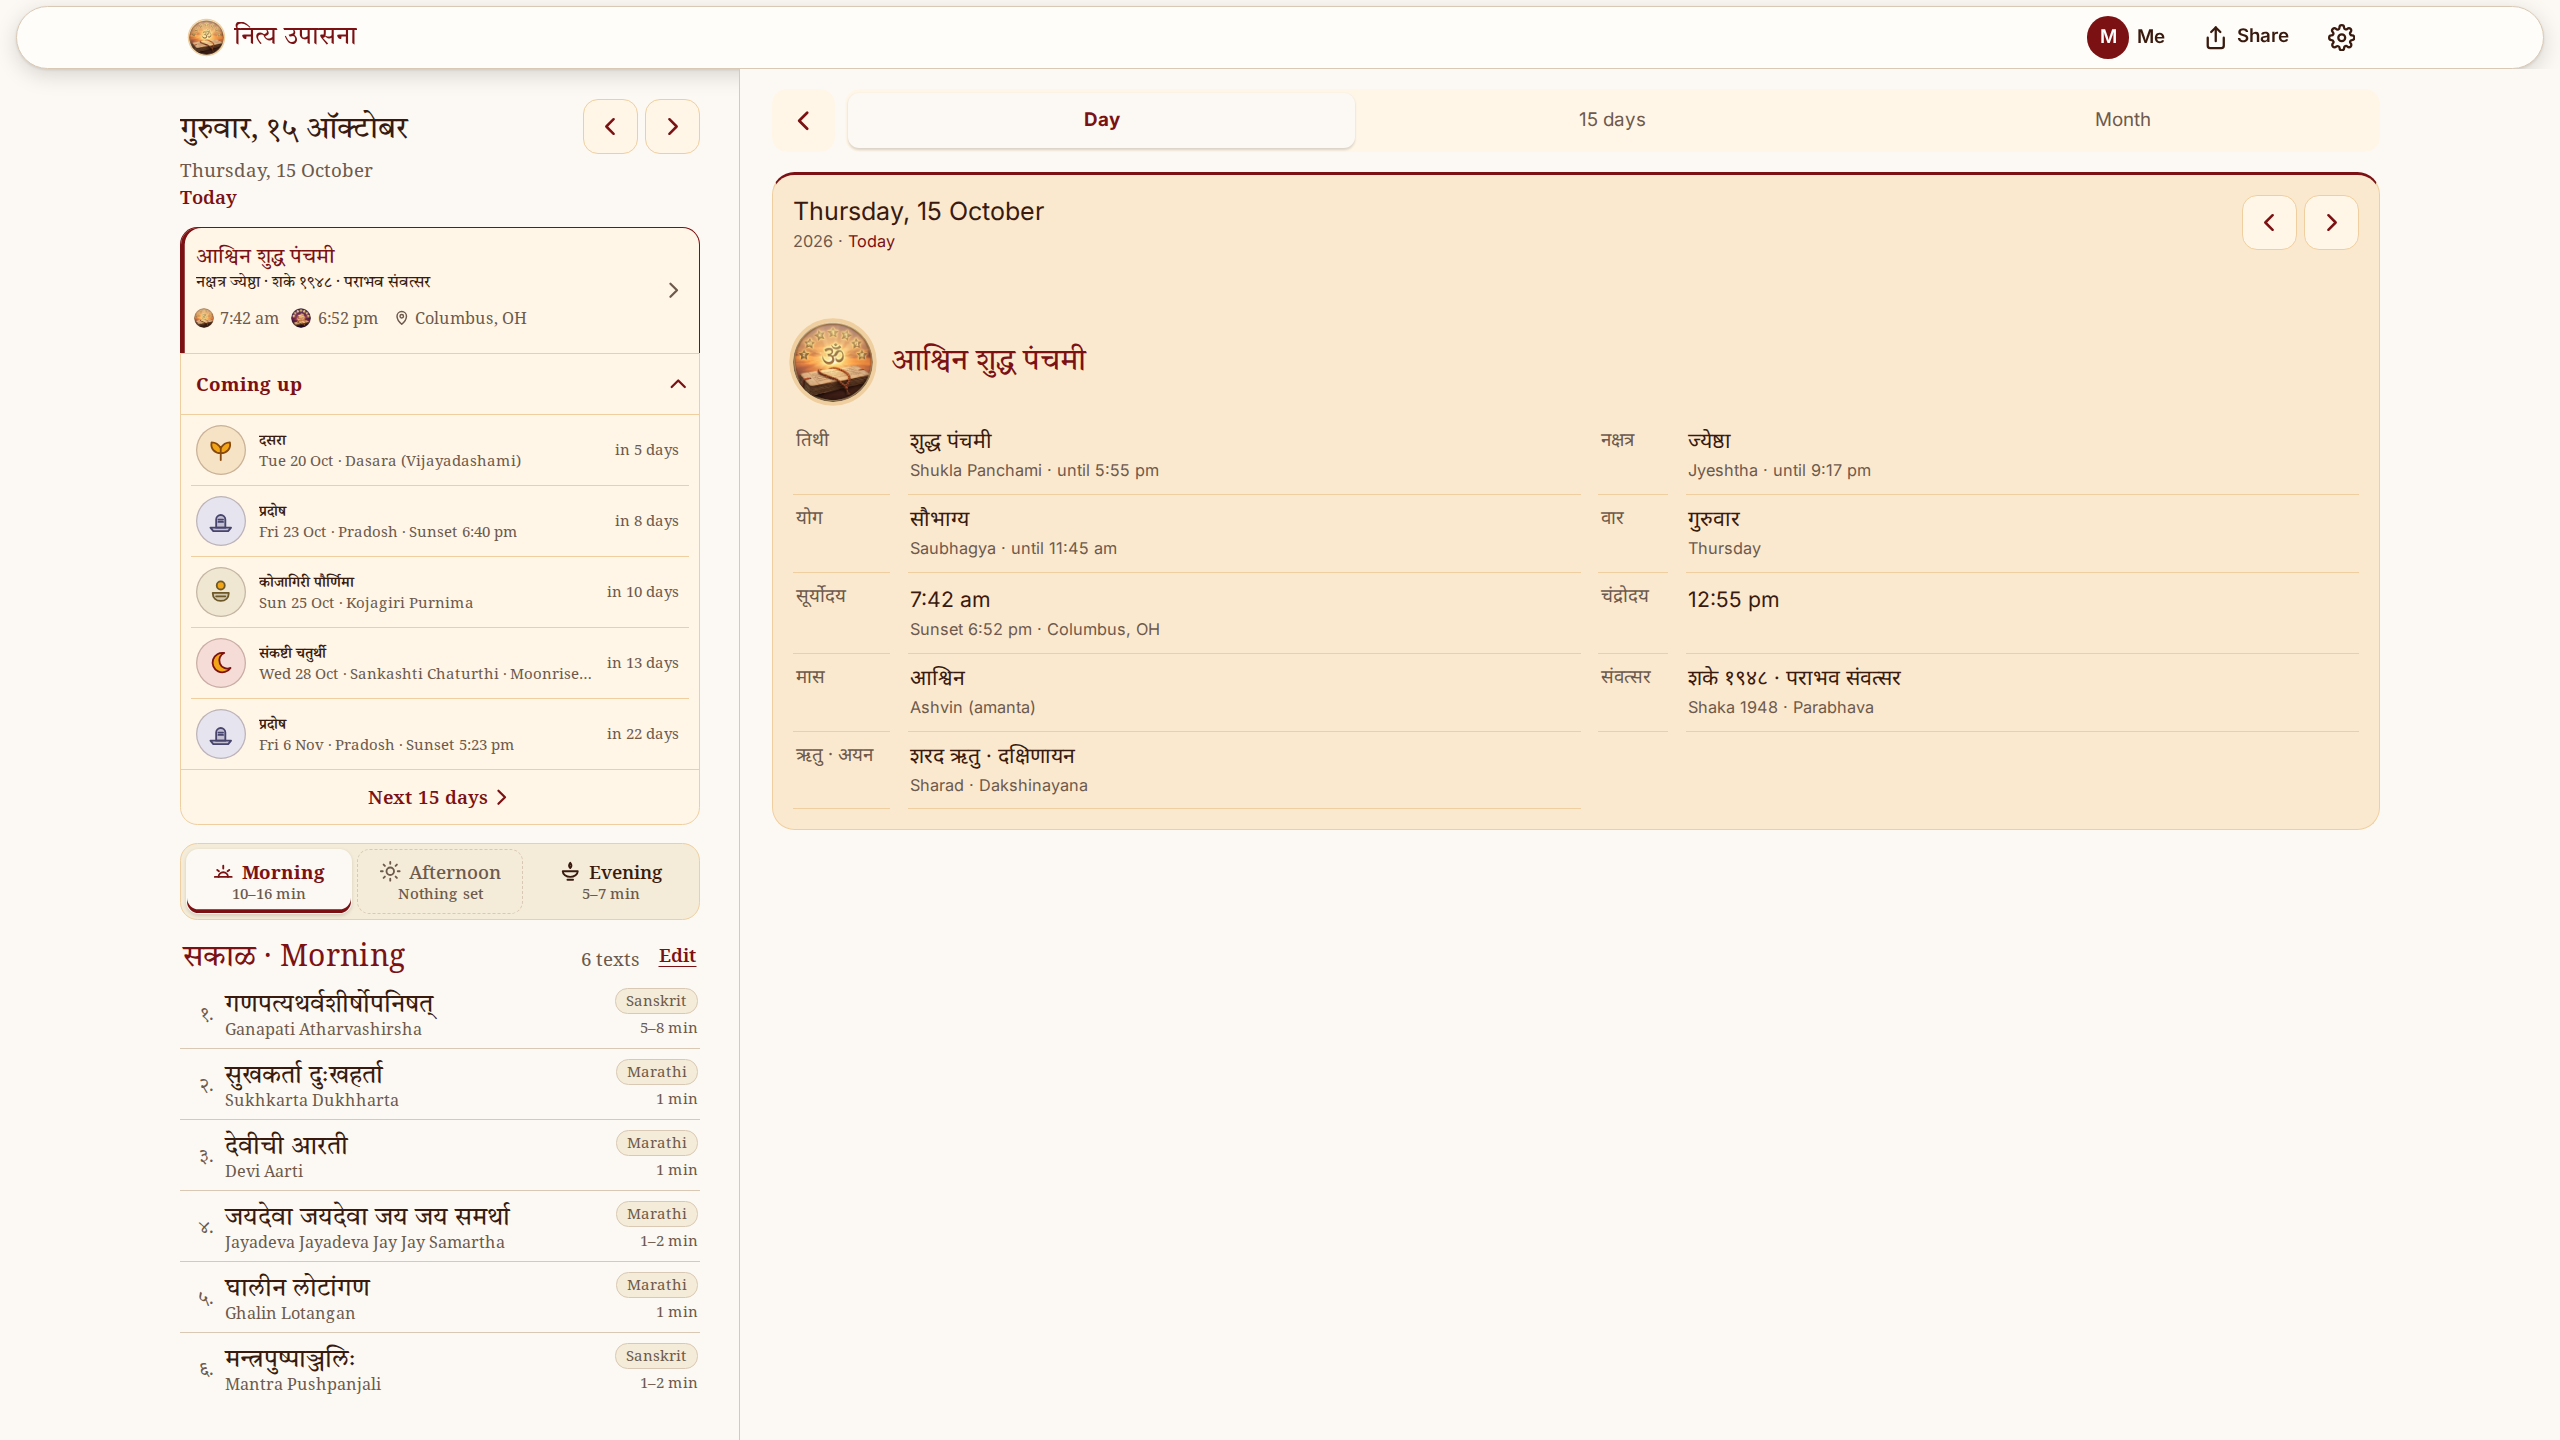 नित्य उपासना
M Me
Share
गुरुवार, १५ ऑक्टोबर
Thursday, 15 October
Today
आश्विन शुद्ध पंचमी
नक्षत्र ज्येष्ठा · शके १९४८ · पराभव संवत्सर
7:42 am 6:52 pm Columbus, OH
Coming up
दसरा
Tue 20 Oct · Dasara (Vijayadashami)
in 5 days
प्रदोष
Fri 23 Oct · Pradosh · Sunset 6:40 pm
in 8 days
कोजागिरी पौर्णिमा
Sun 25 Oct · Kojagiri Purnima
in 10 days
संकष्टी चतुर्थी
Wed 28 Oct · Sankashti Chaturthi · Moonrise...
in 13 days
प्रदोष
Fri 6 Nov · Pradosh · Sunset 5:23 pm
in 22 days
Next 15 days
Morning
10–16 min
Afternoon
Nothing set
Evening
5–7 min
सकाळ · Morning
6 texts
Edit
१. गणपत्यथर्वशीर्षोपनिषत्
Ganapati Atharvashirsha
Sanskrit
5–8 min
२. सुखकर्ता दुःखहर्ता
Sukhkarta Dukhharta
Marathi
1 min
३. देवीची आरती
Devi Aarti
Marathi
1 min
४. जयदेवा जयदेवा जय जय समर्था
Jayadeva Jayadeva Jay Jay Samartha
Marathi
1–2 min
५. घालीन लोटांगण
Ghalin Lotangan
Marathi
1 min
६. मन्त्रपुष्पाञ्जलिः
Mantra Pushpanjali
Sanskrit
1–2 min
Day
15 days
Month
Thursday, 15 October
2026 · Today
ॐ
आश्विन शुद्ध पंचमी
तिथी
शुद्ध पंचमी
Shukla Panchami · until 5:55 pm
नक्षत्र
ज्येष्ठा
Jyeshtha · until 9:17 pm
योग
सौभाग्य
Saubhagya · until 11:45 am
वार
गुरुवार
Thursday
सूर्योदय
7:42 am
Sunset 6:52 pm · Columbus, OH
चंद्रोदय
12:55 pm
मास
आश्विन
Ashvin (amanta)
संवत्सर
शके १९४८ · पराभव संवत्सर
Shaka 1948 · Parabhava
ऋतु · अयन
शरद ऋतु · दक्षिणायन
Sharad · Dakshinayana